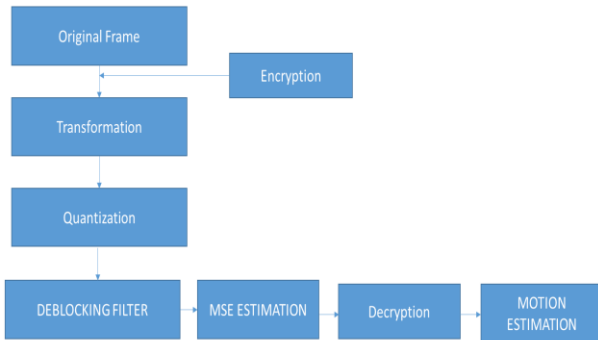 Original Frame
Encryption
Transformation
Quantization
DEBLOCKING FILTER
MSE ESTIMATION
Decryption
MOTION
ESTIMATION